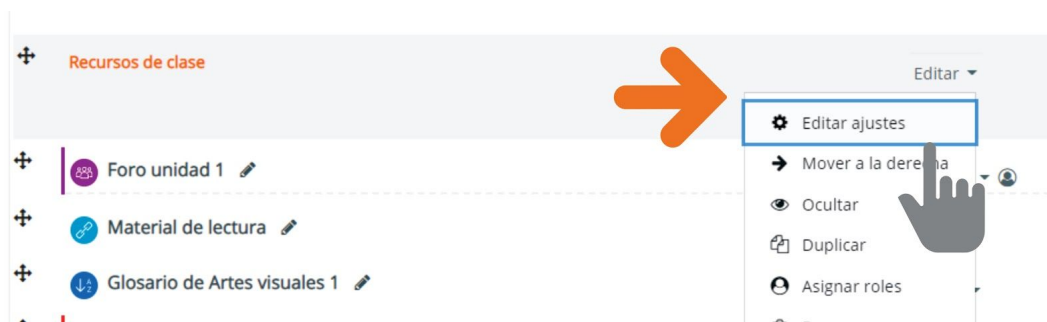 Recursos de clase
Editar
Editar ajustes
Foro unidad 1
Mover a la derecha
Ocultar
Material de lectura
Duplicar
Glosario de Artes visuales 1
Asignar roles